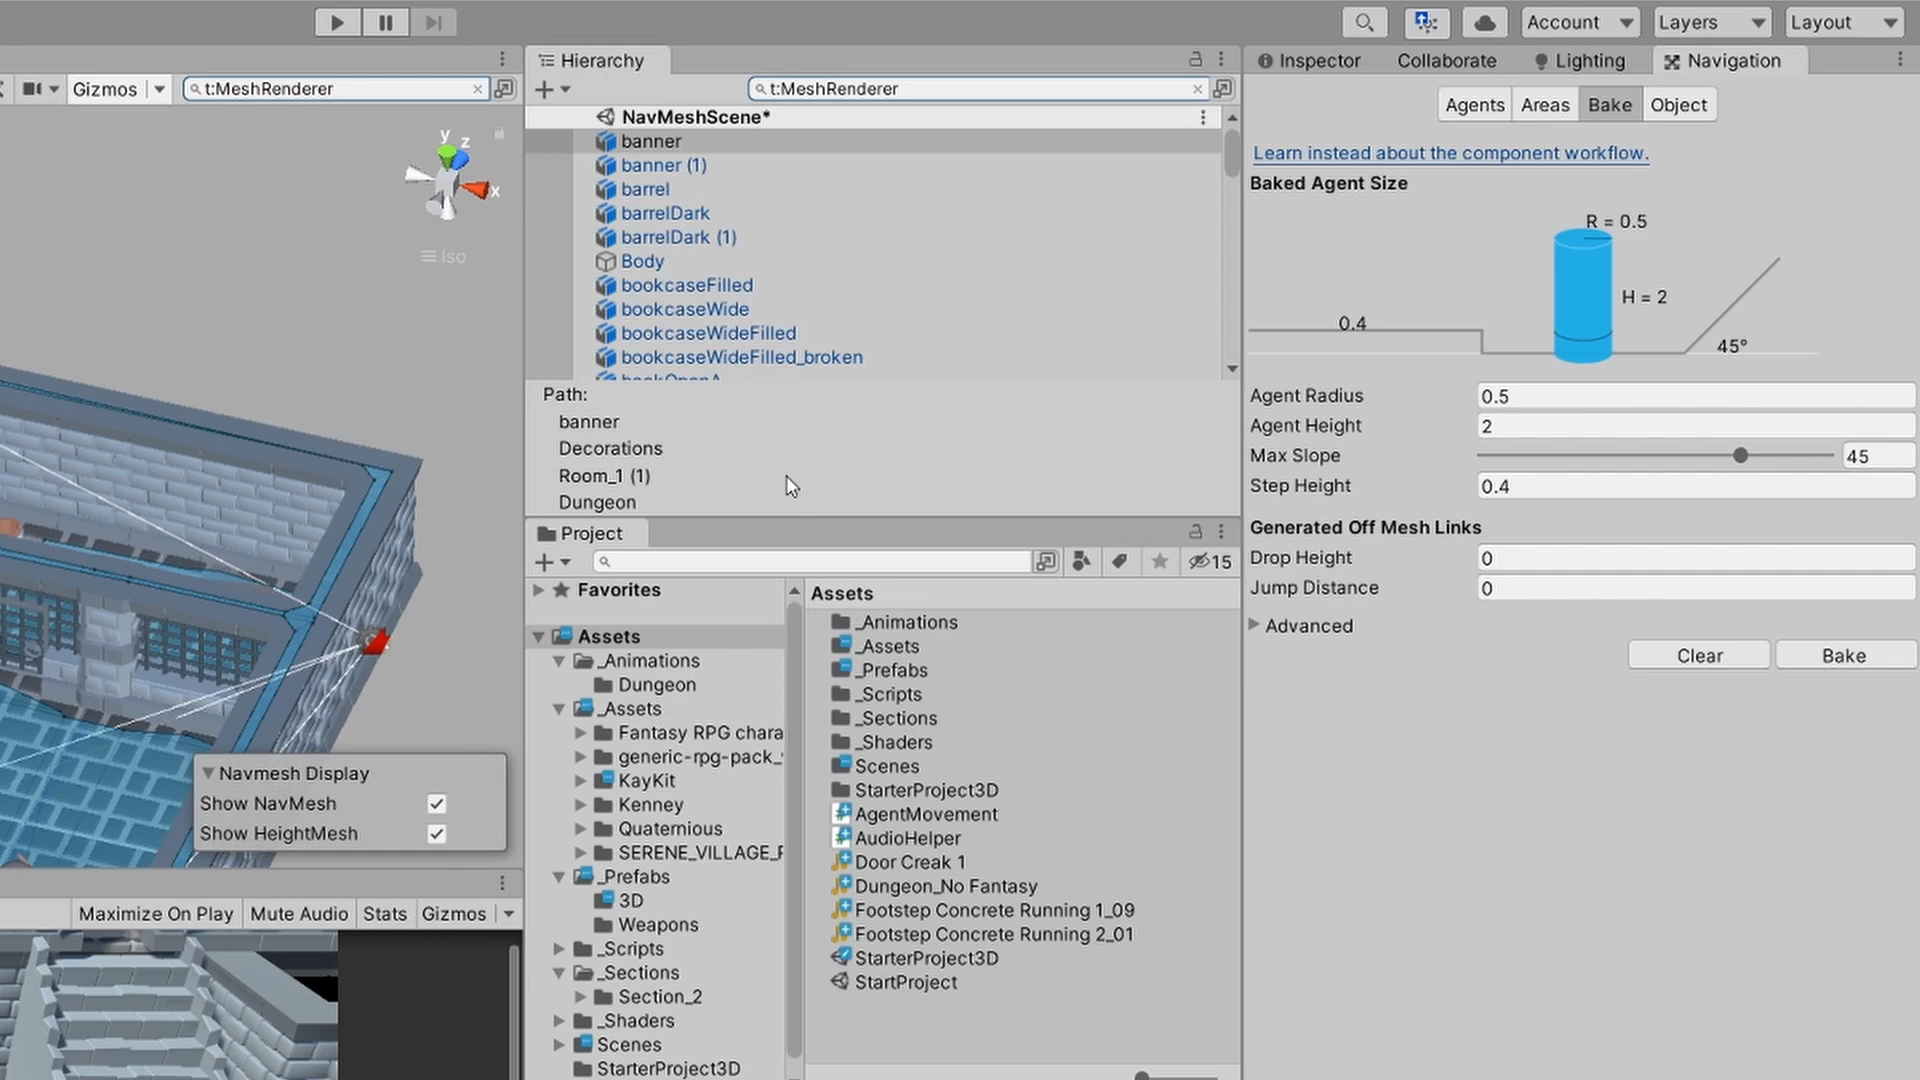 Account
Layers
Layout
Gizmos
t:MeshRenderer
y
z
x
Iso
Navmesh Display
Show NavMesh
Show HeightMesh
Maximize On Play
Mute Audio
Stats
Gizmos
Hierarchy
t:MeshRenderer
NavMeshScene*
banner
banner (1)
barrel
barrelDark
barrelDark (1)
Body
bookcaseFilled
bookcaseWide
bookcaseWideFilled
bookcaseWideFilled_broken
bookOpenA
Path:
banner
Decorations
Room_1 (1)
Dungeon
Project
15
Favorites
Assets
_Animations
Dungeon
_Assets
Fantasy RPG chara
generic-rpg-pack_
KayKit
Kenney
Quaternious
SERENE_VILLAGE_
_Prefabs
3D
Weapons
_Scripts
_Sections
Section_2
_Shaders
Scenes
StarterProject3D
Assets
_Animations
_Assets
_Prefabs
_Scripts
_Sections
_Shaders
Scenes
StarterProject3D
AgentMovement
AudioHelper
Door Creak 1
Dungeon_No Fantasy
Footstep Concrete Running 1_09
Footstep Concrete Running 2_01
StarterProject3D
StartProject
Inspector
Collaborate
Lighting
Navigation
Agents
Areas
Bake
Object
Learn instead about the component workflow.
Baked Agent Size
R = 0.5
H = 2
0.4
45°
Agent Radius 0.5
Agent Height 2
Max Slope 45
Step Height 0.4
Generated Off Mesh Links
Drop Height 0
Jump Distance 0
Advanced
Clear
Bake